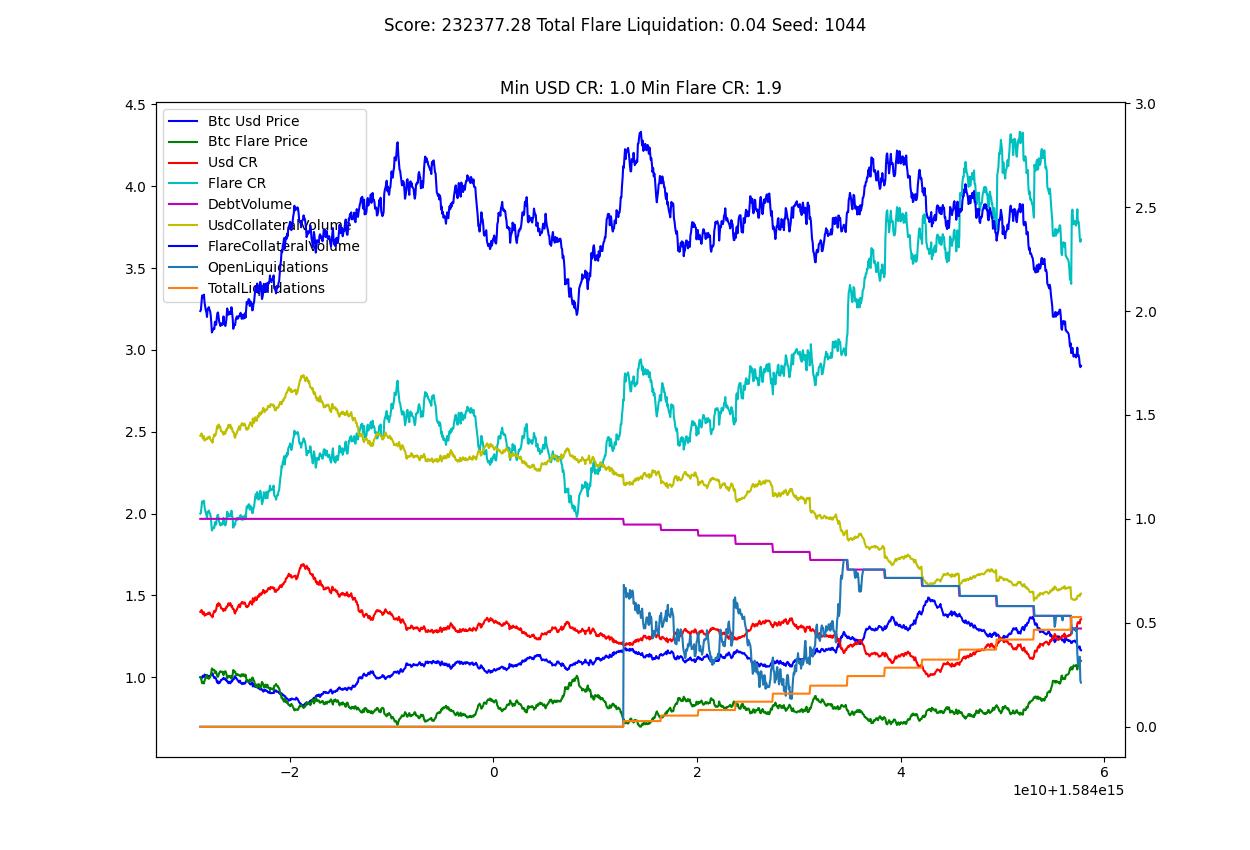 Score: 232377.28 Total Flare Liquidation: 0.04 Seed: 1044
Min USD CR: 1.0 Min Flare CR: 1.9
4.5
4.0
3.5
3.0
2.5
2.0
1.5
1.0
Btc Usd Price
Btc Flare Price
Usd CR
Flare CR
DebtVolume
UsdCollateralVolume
FlareCollateralVolume
OpenLiquidations
TotalLiquidations
3.0
2.5
2.0
1.5
1.0
0.5
0.0
−2 0 2 4 6
1e10+1.584e15